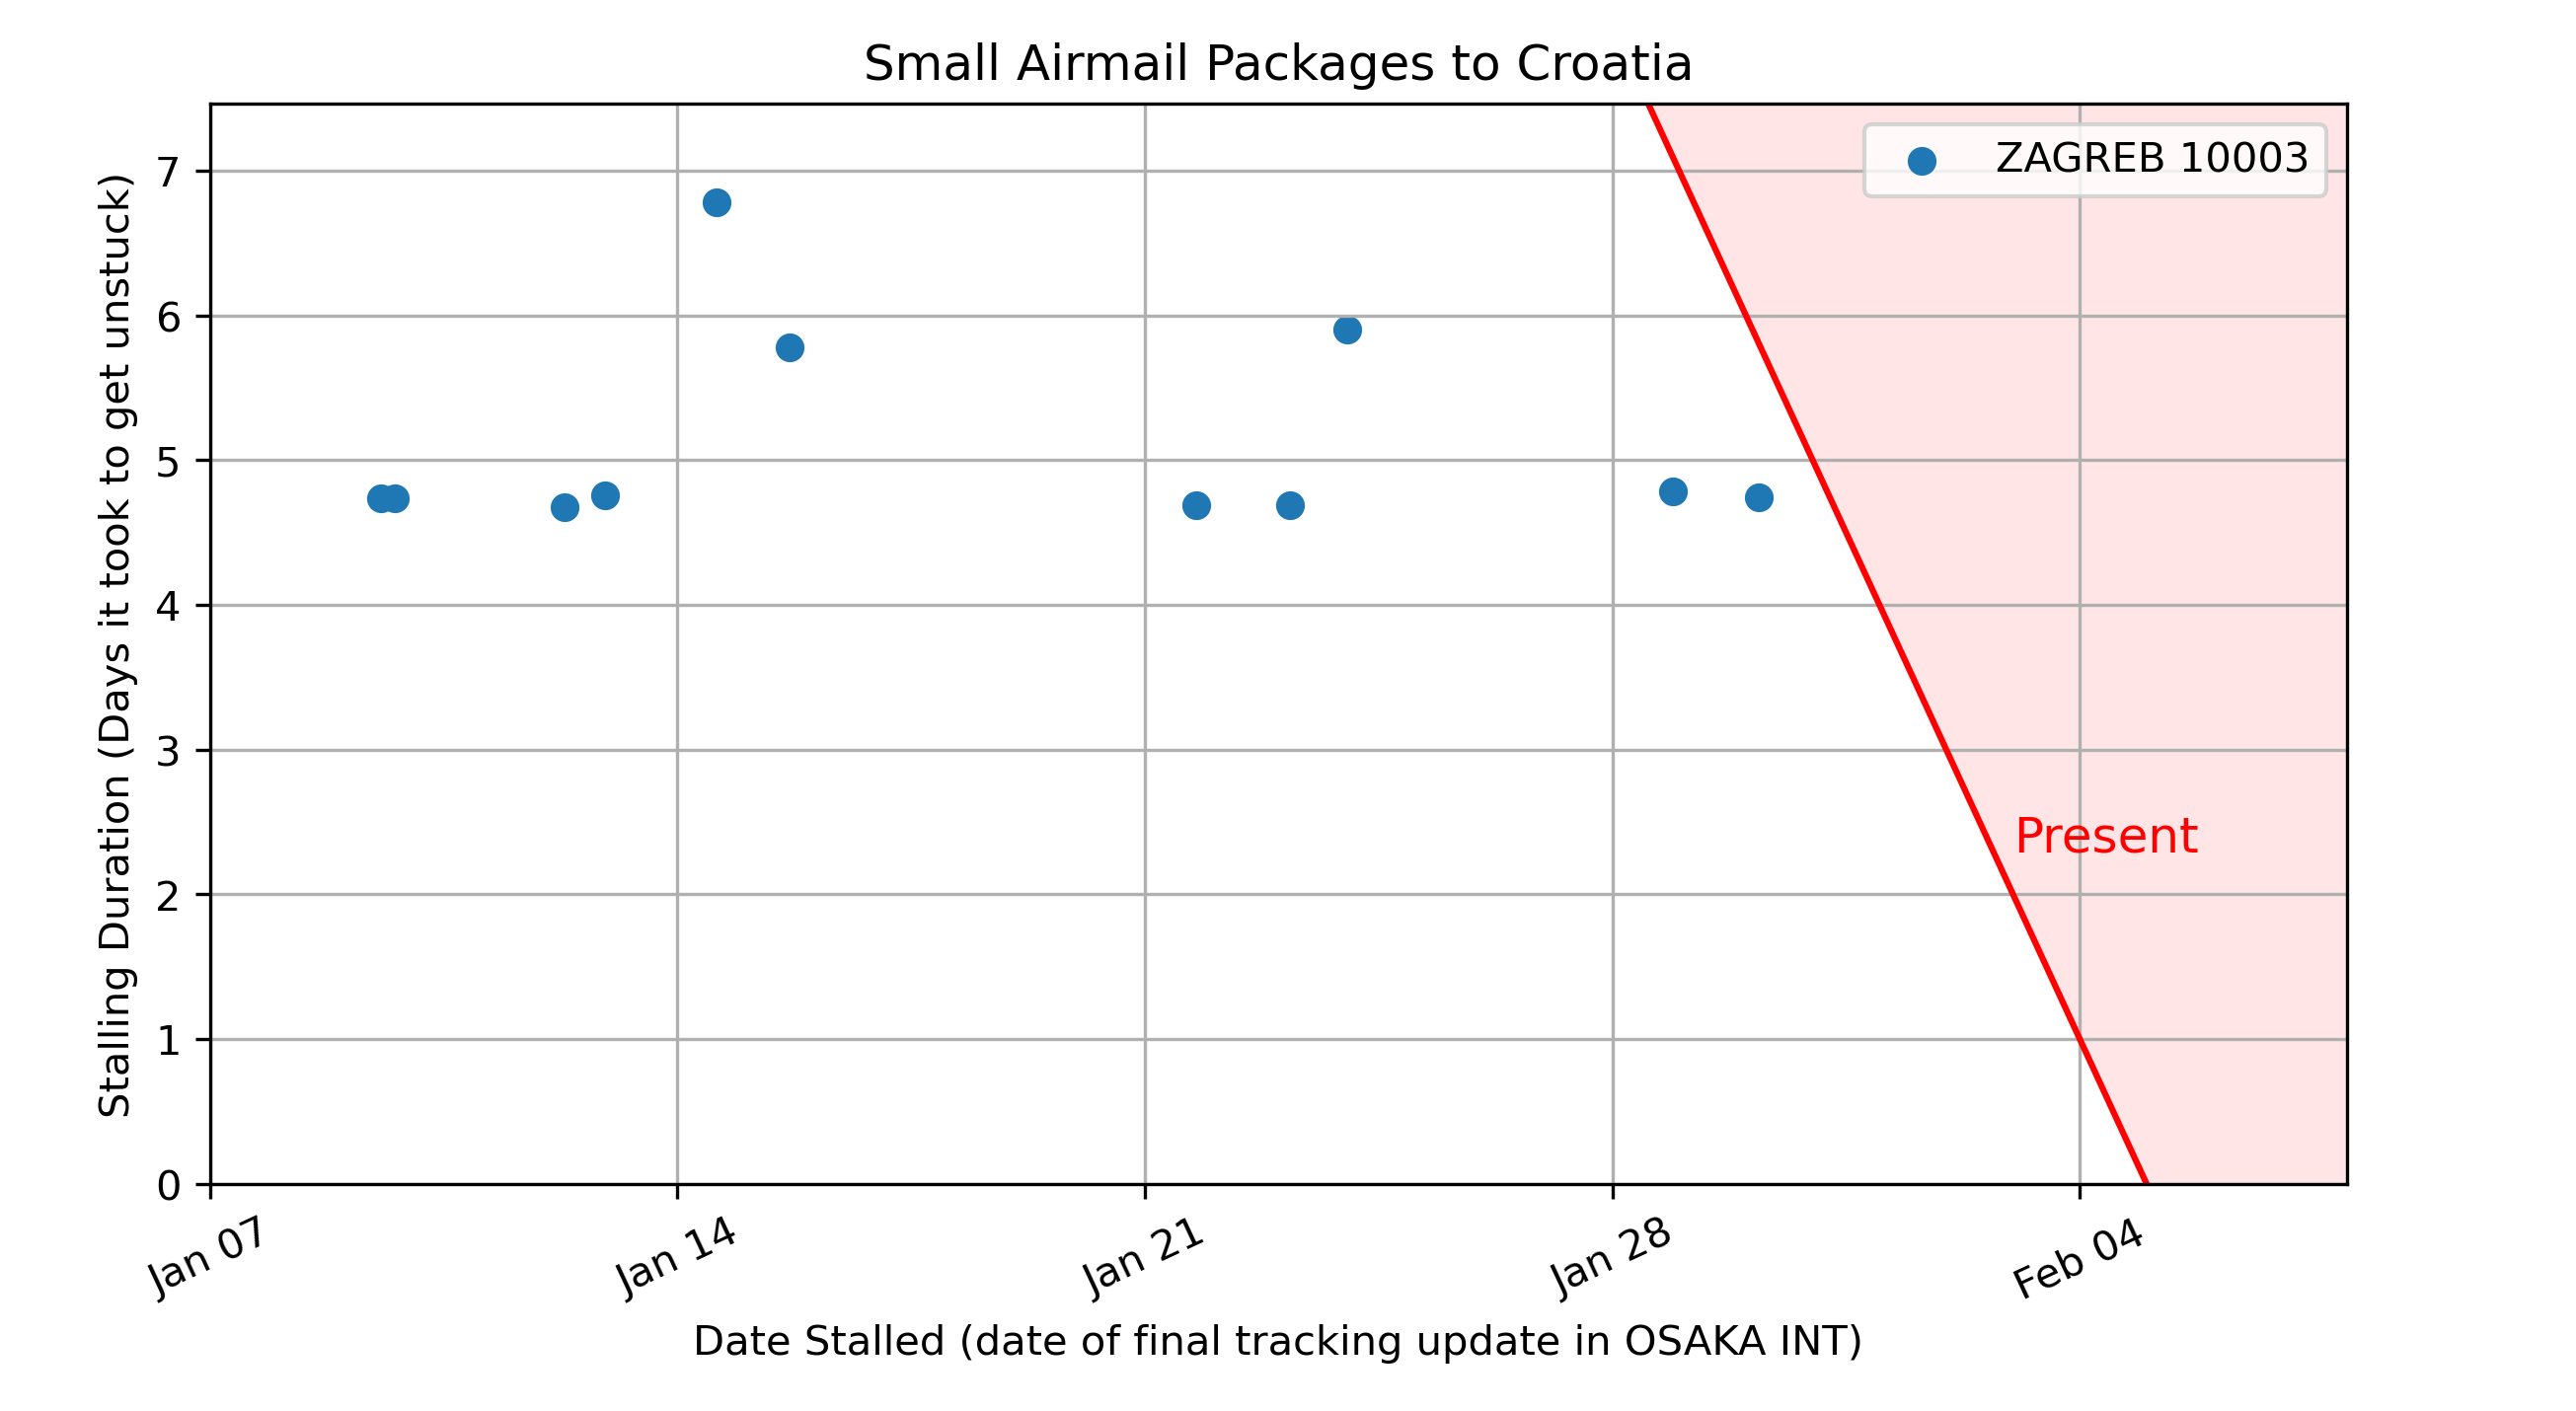 Small Airmail Packages to Croatia
ZAGREB 10003
Stalling Duration (Days it took to get unstuck)
7
6
5
4
3
2
1
0
Present
Jan 07
Jan 14
Jan 21
Jan 28
Feb 04
Date Stalled (date of final tracking update in OSAKA INT)